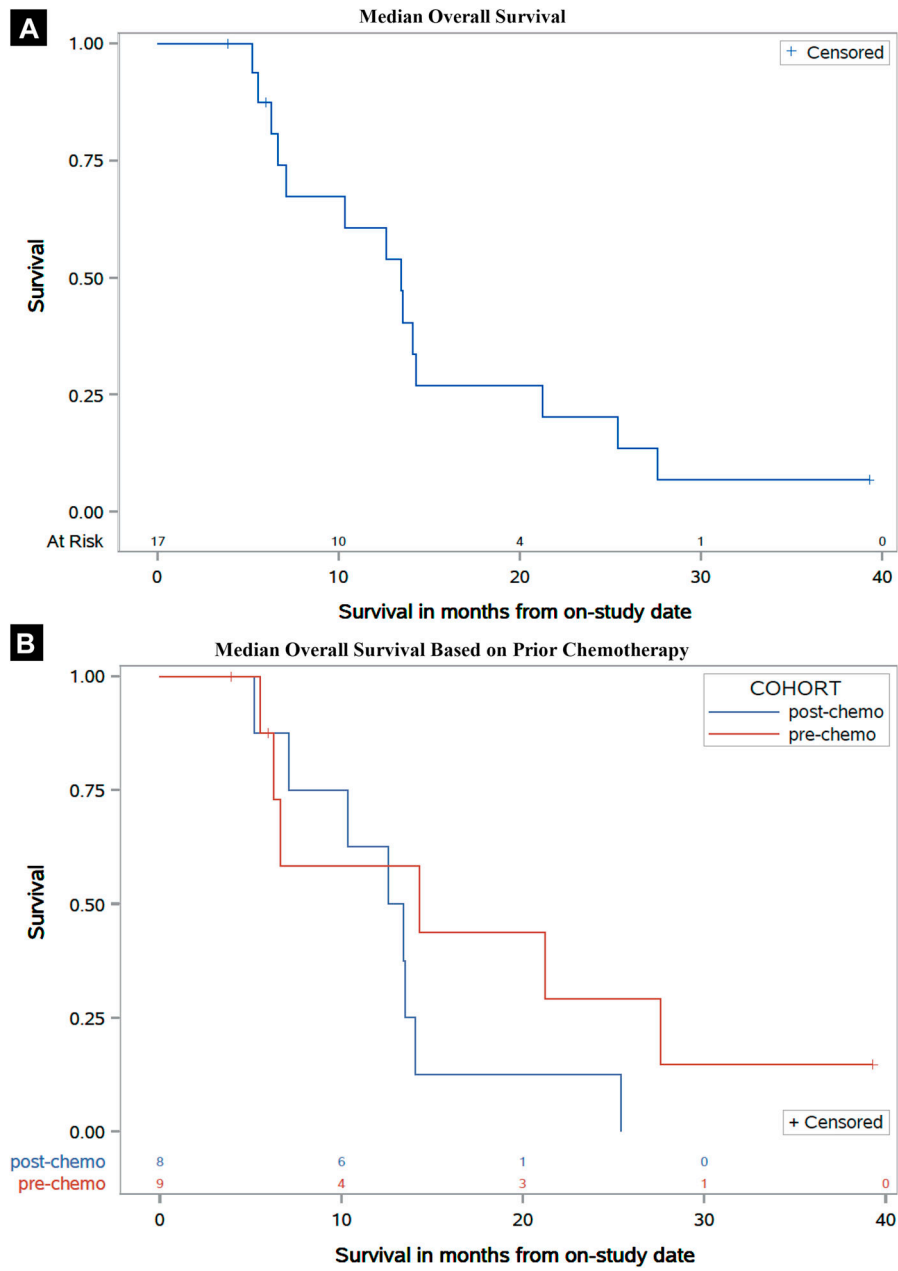 A
Median Overall Survival
1.00
+ Censored
0.75
Survival
0.50
0.25
0.00
At Risk 17 10 4 1 0
0 10 20 30 40
Survival in months from on-study date
B
Median Overall Survival Based on Prior Chemotherapy
1.00
COHORT
post-chemo
pre-chemo
0.75
Survival
0.50
0.25
0.00
+ Censored
post-chemo 8 6 1 0
pre-chemo 9 4 3 1 0
0 10 20 30 40
Survival in months from on-study date